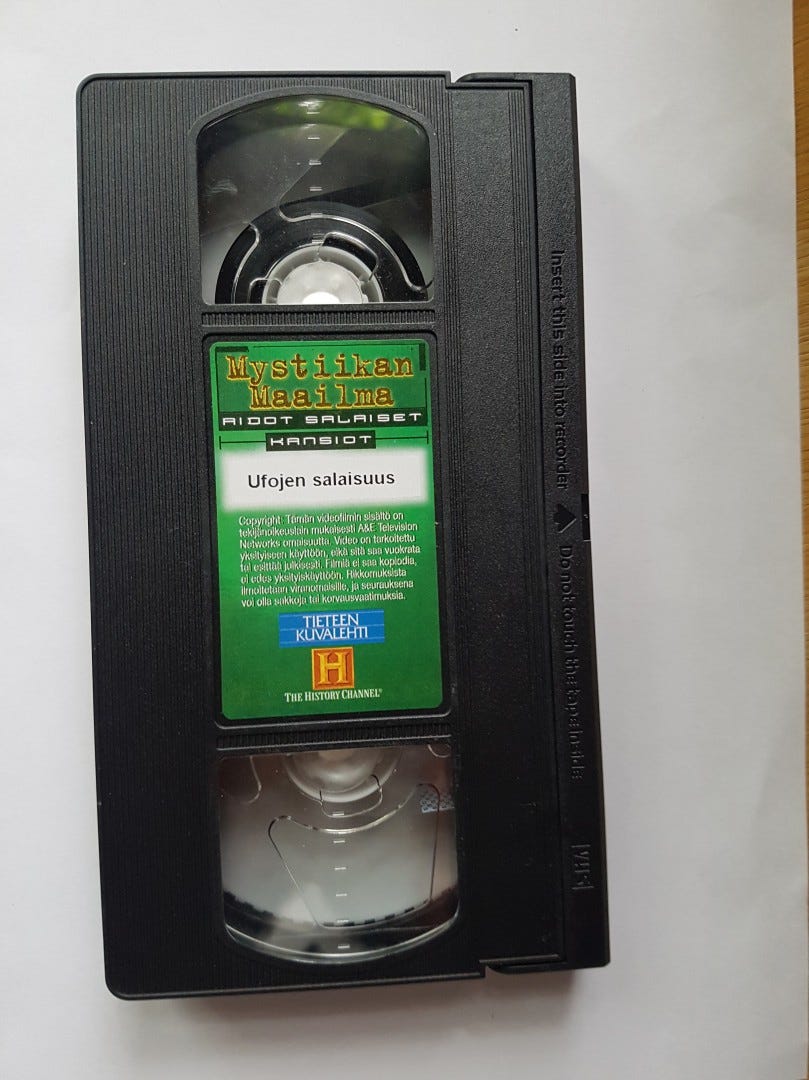 Mystiikan
Maailma
AIDOT SALAISET
KANSIOT
Ufojen salaisuus
Copyright: Tämän videofilmin sisältö on
tekijänoikeuslain mukaisesti A&E Television
Networks omaisuutta. Video on tarkoitettu
yksityiseen käyttöön, eikä sitä saa vuokrata
tai esittää julkisesti. Filmiä ei saa kopioida,
ei edes yksityiskäyttöön. Rikkomuksista
ilmoitetaan viranomaisille, ja seurauksena
voi olla sakkoja tai korvausvaatimuksia.
TIETEEN
KUVALEHTI
H
THE HISTORY CHANNEL®
Insert this side into recorder
Do not touch the tape inside
VHS